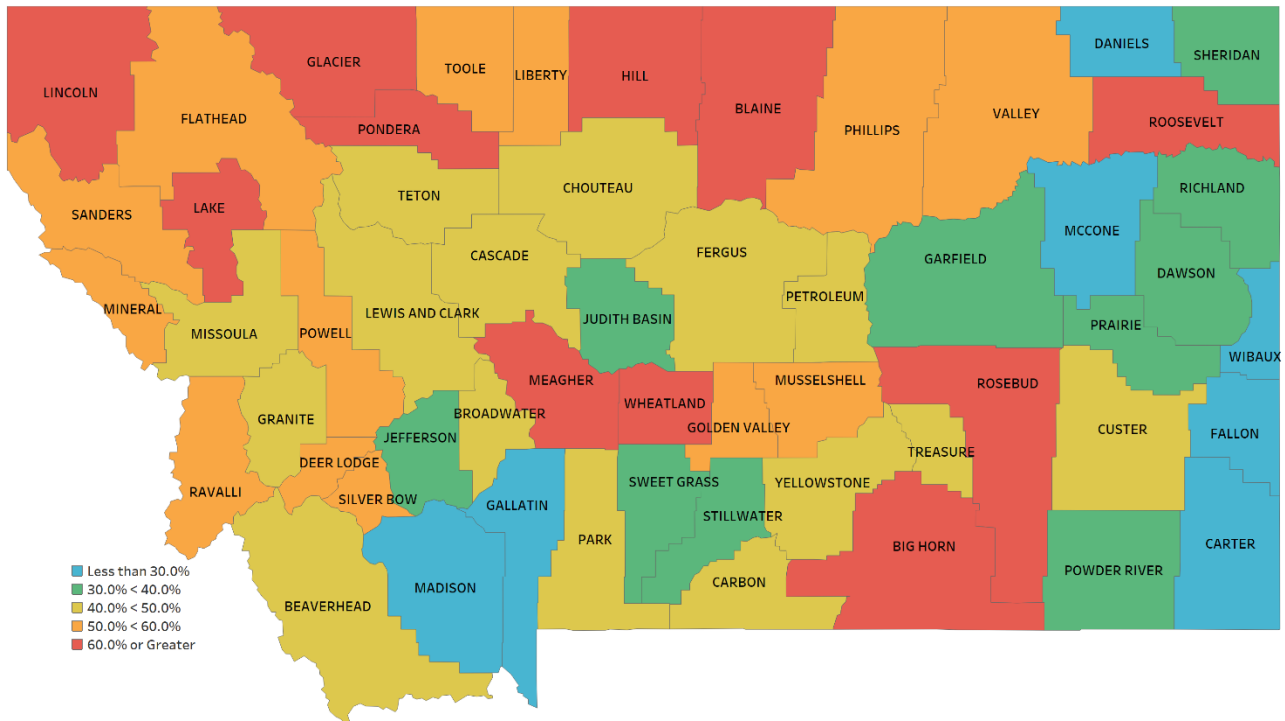 DANIELS
SHERIDAN
GLACIER
TOOLE
LIBERTY
HILL
LINCOLN
BLAINE
FLATHEAD
VALLEY
ROOSEVELT
PONDERA
PHILLIPS
CHOUTEAU
RICHLAND
TETON
LAKE
SANDERS
MCCONE
FERGUS
CASCADE
GARFIELD
DAWSON
PETROLEUM
MINERAL
LEWIS AND CLARK
JUDITH BASIN
PRAIRIE
MISSOULA
POWELL
WIBAUX
MEAGHER
MUSSELSHELL
ROSEBUD
WHEATLAND
BROADWATER
GRANITE
GOLDEN VALLEY
CUSTER
JEFFERSON
FALLON
TREASURE
DEER LODGE
SWEET GRASS
YELLOWSTONE
RAVALLI
SILVER BOW
GALLATIN
STILLWATER
PARK
BIG HORN
CARTER
POWDER RIVER
CARBON
MADISON
BEAVERHEAD
Less than 30.0%
30.0% < 40.0%
40.0% < 50.0%
50.0% < 60.0%
60.0% or Greater